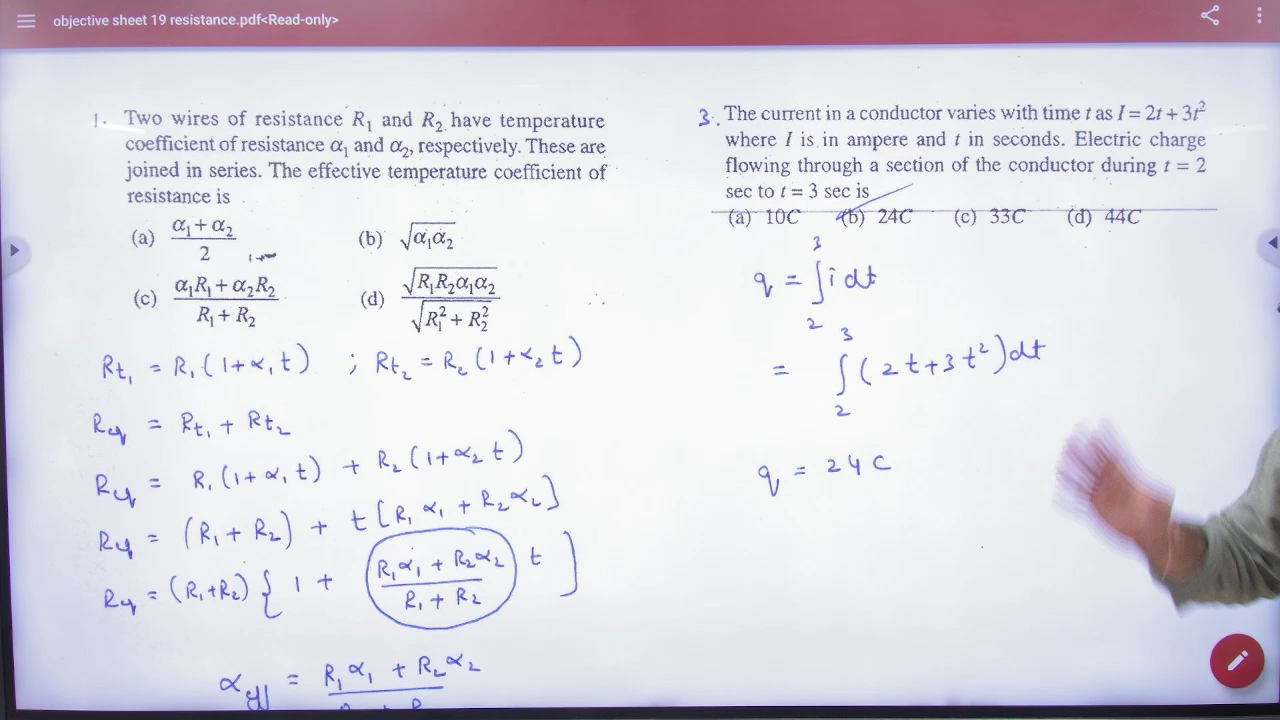 objective sheet 19 resistance.pdf<Read-only>
1. Two wires of resistance R₁ and R₂ have temperature
coefficient of resistance α₁ and α₂, respectively. These are
joined in series. The effective temperature coefficient of
resistance is
(a) (α₁ + α₂)/2 (b) √(α₁α₂)
(c) (α₁R₁ + α₂R₂)/(R₁ + R₂) (d) √(R₁R₂α₁α₂)/√(R₁² + R₂²)
Rt₁ = R₁(1+α₁t) ; Rt₂ = R₂(1+α₂t)
Req = Rt₁ + Rt₂
Req = R₁(1+α₁t) + R₂(1+α₂t)
Req = (R₁ + R₂) + t[R₁α₁ + R₂α₂]
Req = (R₁+R₂) { 1 + (R₁α₁ + R₂α₂)/(R₁ + R₂) t ]
αeff = R₁α₁ + R₂α₂
3. The current in a conductor varies with time t as I = 2t + 3t²
where I is in ampere and t in seconds. Electric charge
flowing through a section of the conductor during t = 2
sec to t = 3 sec is
(a) 10C (b) 24C (c) 33C (d) 44C
q = ∫₂³ i dt
= ∫₂³ (2t+3t²)dt
q = 24C